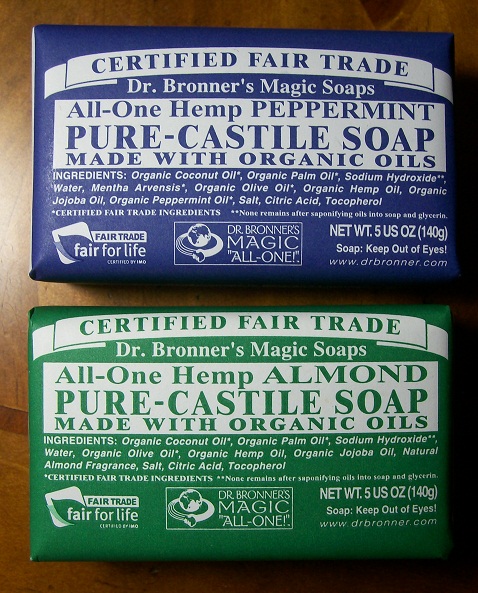 CERTIFIED FAIR TRADE
Dr. Bronner's Magic Soaps
All-One Hemp PEPPERMINT
PURE-CASTILE SOAP
MADE WITH ORGANIC OILS
INGREDIENTS: Organic Coconut Oil*, Organic Palm Oil*, Sodium Hydroxide**,
Water, Mentha Arvensis*, Organic Olive Oil*, Organic Hemp Oil, Organic
Jojoba Oil, Organic Peppermint Oil*, Salt, Citric Acid, Tocopherol
*CERTIFIED FAIR TRADE INGREDIENTS **None remains after saponifying oils into soap and glycerin.
FAIR TRADE
fair for life
CERTIFIED BY IMO
DR. BRONNER'S
MAGIC
"ALL-ONE!".
NET WT. 5 US OZ (140g)
Soap: Keep Out of Eyes!
www.drbronner.com
CERTIFIED FAIR TRADE
Dr. Bronner's Magic Soaps
All-One Hemp ALMOND
PURE-CASTILE SOAP
MADE WITH ORGANIC OILS
INGREDIENTS: Organic Coconut Oil*, Organic Palm Oil*, Sodium Hydroxide**,
Water, Organic Olive Oil*, Organic Hemp Oil, Organic Jojoba Oil, Natural
Almond Fragrance, Salt, Citric Acid, Tocopherol
*CERTIFIED FAIR TRADE INGREDIENTS **None remains after saponifying oils into soap and glycerin.
FAIR TRADE
fair for life
CERTIFIED BY IMO
DR. BRONNER'S
MAGIC
"ALL-ONE!".
NET WT. 5 US OZ (140g)
Soap: Keep Out of Eyes!
www.drbronner.com